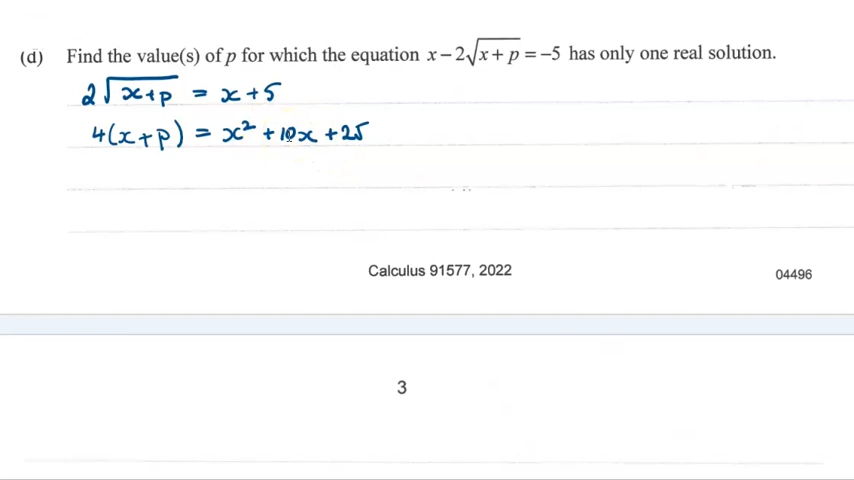 (d) Find the value(s) of p for which the equation x − 2√(x + p) = −5 has only one real solution.
2√(x+p) = x+5
4(x+p) = x² + 10x + 25
Calculus 91577, 2022
04496
3